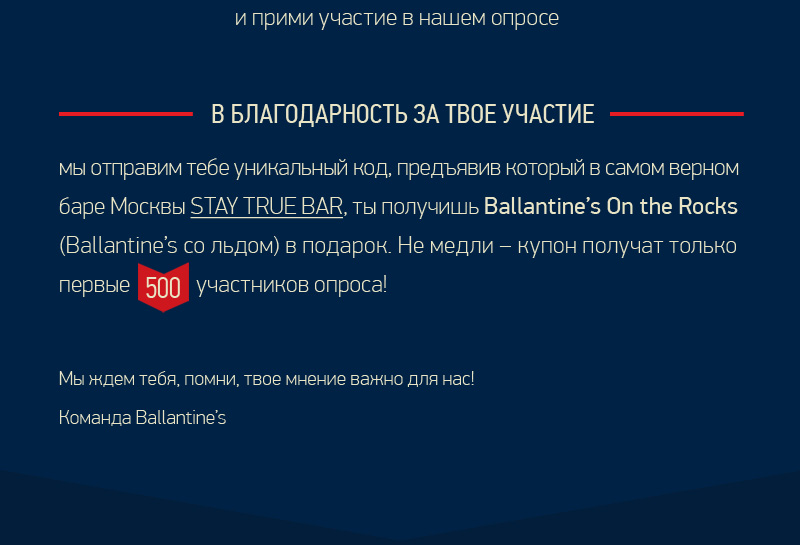 и прими участие в нашем опросе
В БЛАГОДАРНОСТЬ ЗА ТВОЕ УЧАСТИЕ
мы отправим тебе уникальный код, предъявив который в самом верном
баре Москвы STAY TRUE BAR, ты получишь Ballantine’s On the Rocks
(Ballantine’s со льдом) в подарок. Не медли – купон получат только
первые 500 участников опроса!
Мы ждем тебя, помни, твое мнение важно для нас!
Команда Ballantine’s